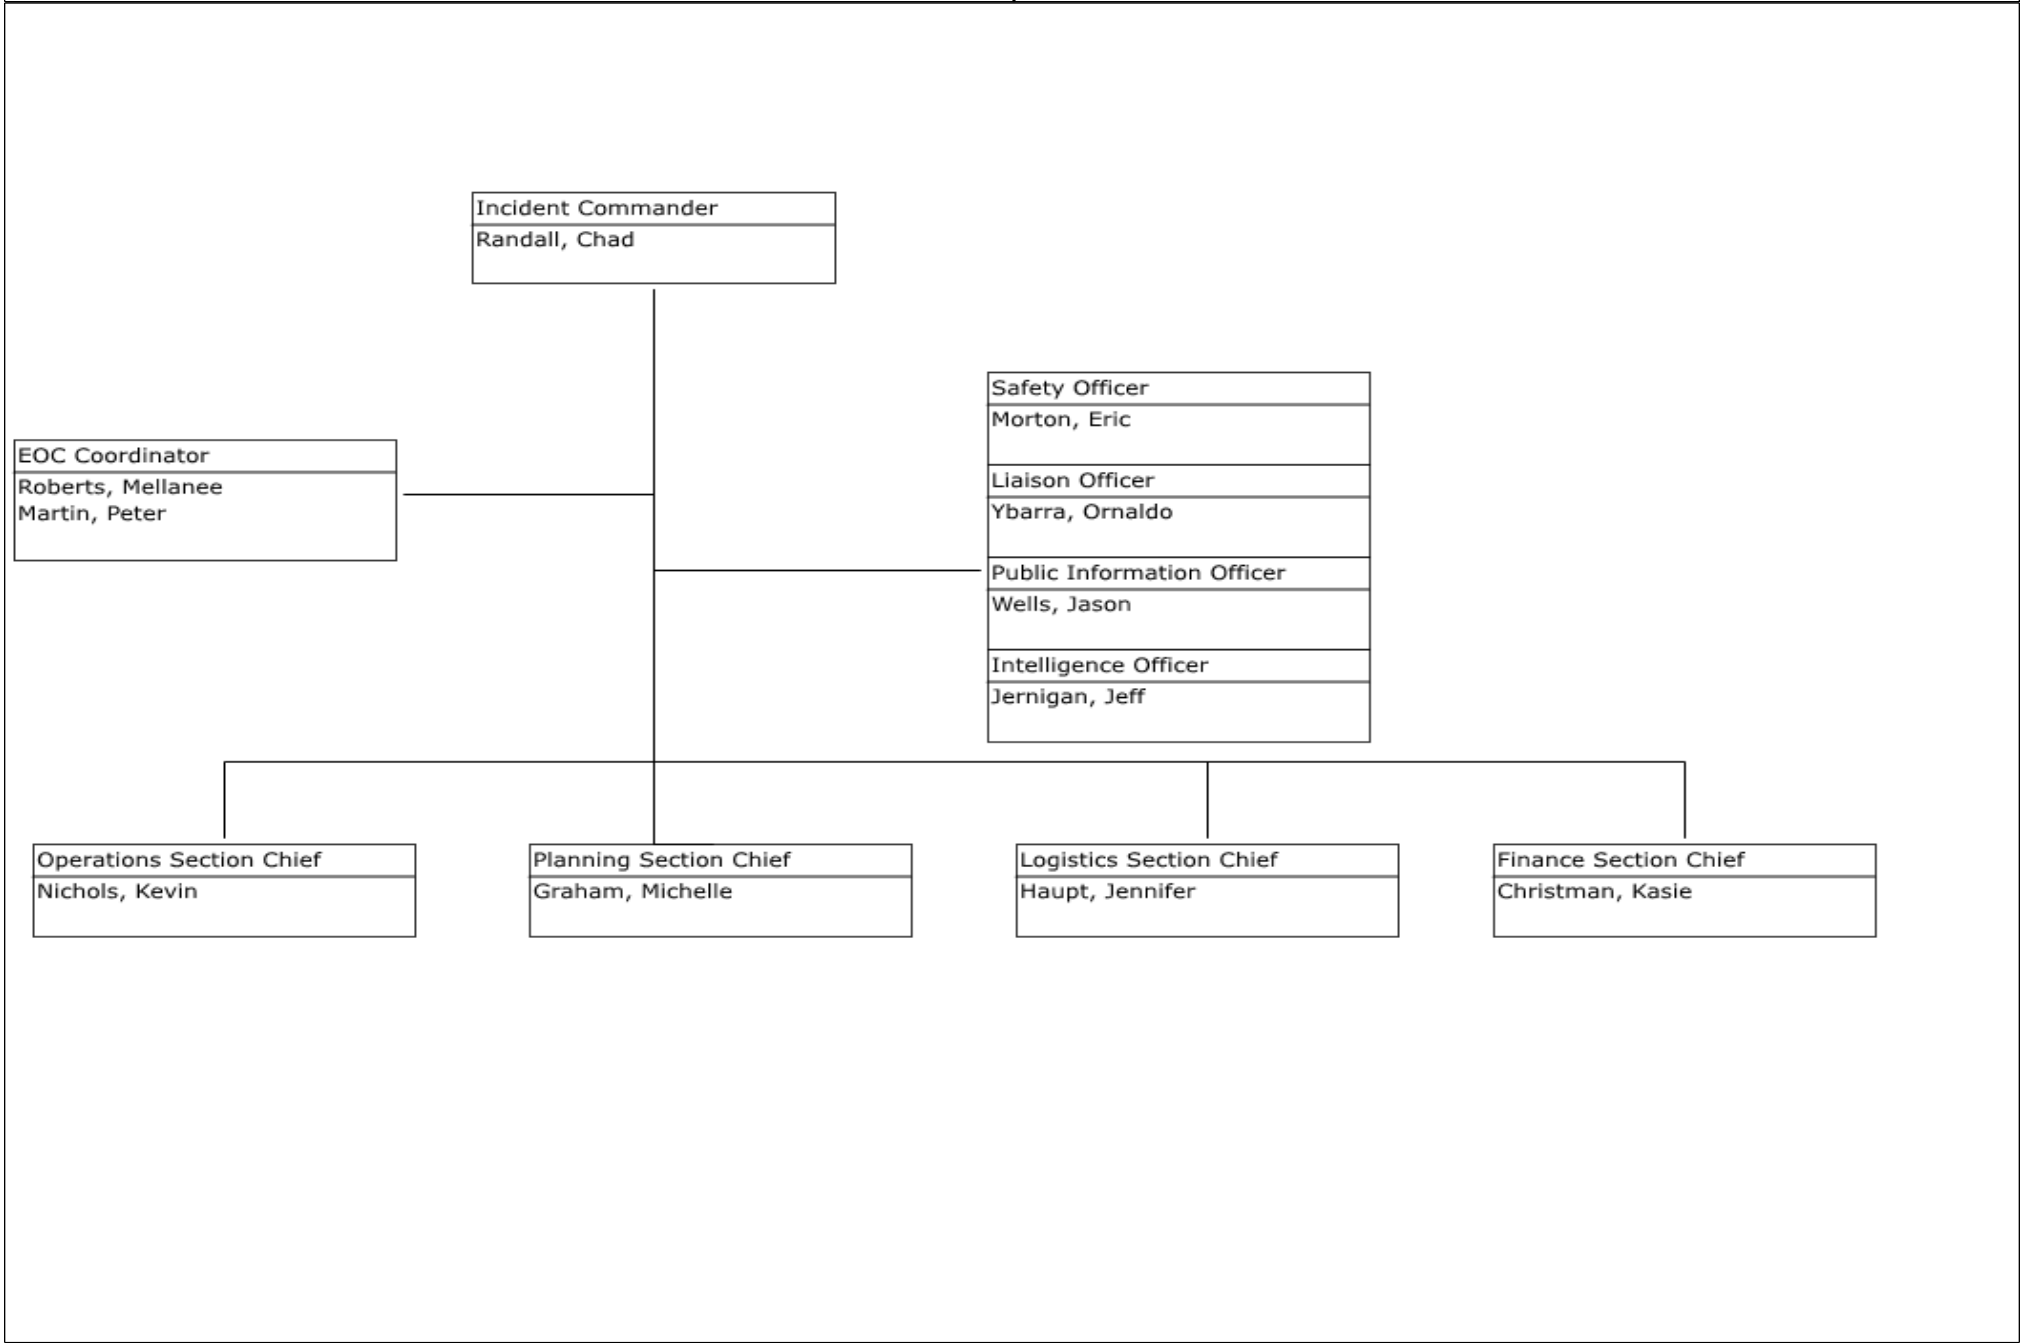 Incident Commander
Randall, Chad
Safety Officer
Morton, Eric
EOC Coordinator
Roberts, Mellanee
Martin, Peter
Liaison Officer
Ybarra, Ornaldo
Public Information Officer
Wells, Jason
Intelligence Officer
Jernigan, Jeff
Operations Section Chief
Nichols, Kevin
Planning Section Chief
Graham, Michelle
Logistics Section Chief
Haupt, Jennifer
Finance Section Chief
Christman, Kasie